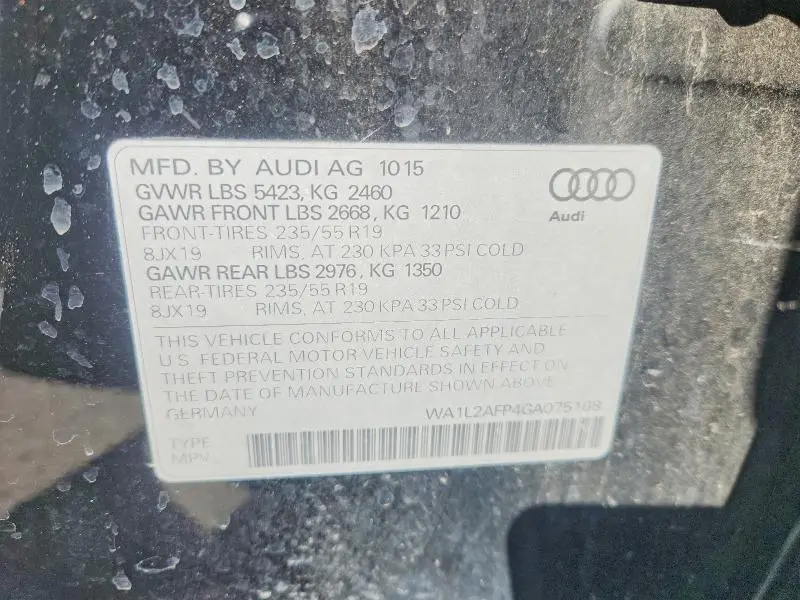 MFD. BY AUDI AG 1015
GVWR LBS 5423, KG 2460
GAWR FRONT LBS 2668, KG 1210
FRONT-TIRES 235/55 R19
8JX19 RIMS, AT 230 KPA 33 PSI COLD
GAWR REAR LBS 2976, KG 1350
REAR-TIRES 235/55 R19
8JX19 RIMS, AT 230 KPA 33 PSI COLD
Audi
THIS VEHICLE CONFORMS TO ALL APPLICABLE
U.S. FEDERAL MOTOR VEHICLE SAFETY AND
THEFT PREVENTION STANDARDS IN EFFECT ON
THE DATE OF MANUFACTURE SHOWN ABOVE.
GERMANY WA1L2AFP4GA075168
TYPE
MPV